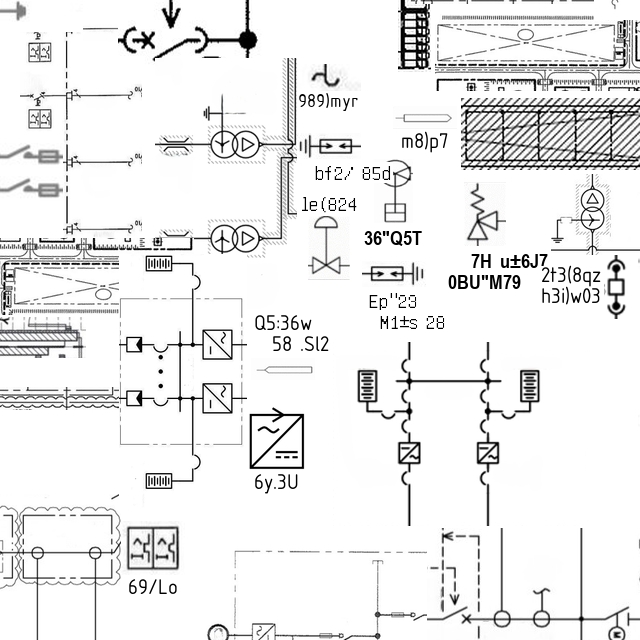 989)myr
m8)p7
bf2/ 85d
le(824
36"Q5T
7H u±6J7
0BU"M79
2t3(8qz
h3i)w03
Ep"23
M1±s 28
Q5:36w
58 .Sl2
6y.3U
69/Lo